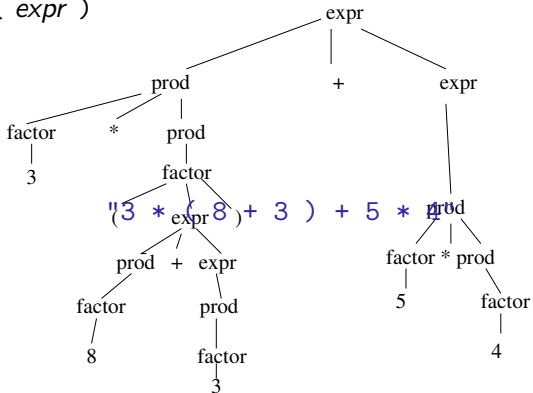 ( expr )
expr
prod + expr
factor * prod
3
factor
( expr )
"3 * ( 8 + 3 ) + 5 * 4"
prod
prod + expr
factor * prod
factor
prod
5
factor
8
factor
4
3